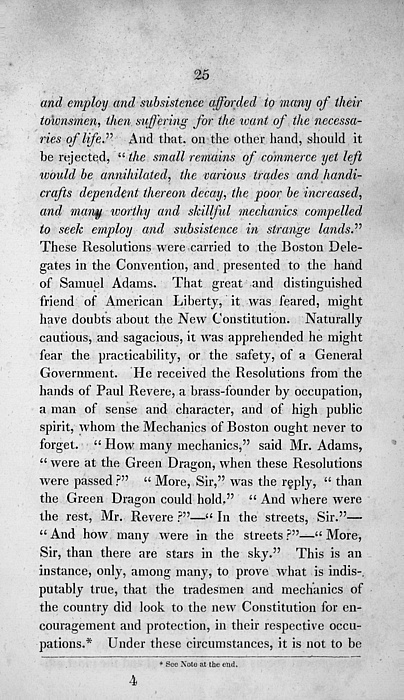 25
and employ and subsistence afforded to many of their
townsmen, then suffering for the want of the necessa-
ries of life." And that. on the other hand, should it
be rejected, "the small remains of commerce yet left
would be annihilated, the various trades and handi-
crafts dependent thereon decay, the poor be increased,
and many worthy and skillful mechanics compelled
to seek employ and subsistence in strange lands."
These Resolutions were carried to the Boston Dele-
gates in the Convention, and presented to the hand
of Samuel Adams. That great and distinguished
friend of American Liberty, it was feared, might
have doubts about the New Constitution. Naturally
cautious, and sagacious, it was apprehended he might
fear the practicability, or the safety, of a General
Government. He received the Resolutions from the
hands of Paul Revere, a brass-founder by occupation,
a man of sense and character, and of high public
spirit, whom the Mechanics of Boston ought never to
forget. "How many mechanics," said Mr. Adams,
"were at the Green Dragon, when these Resolutions
were passed?" "More, Sir," was the reply, "than
the Green Dragon could hold." "And where were
the rest, Mr. Revere?"—"In the streets, Sir."—
"And how many were in the streets?"—"More,
Sir, than there are stars in the sky." This is an
instance, only, among many, to prove what is indis-
putably true, that the tradesmen and mechanics of
the country did look to the new Constitution for en-
couragement and protection, in their respective occu-
pations.* Under these circumstances, it is not to be
* See Note at the end.
4